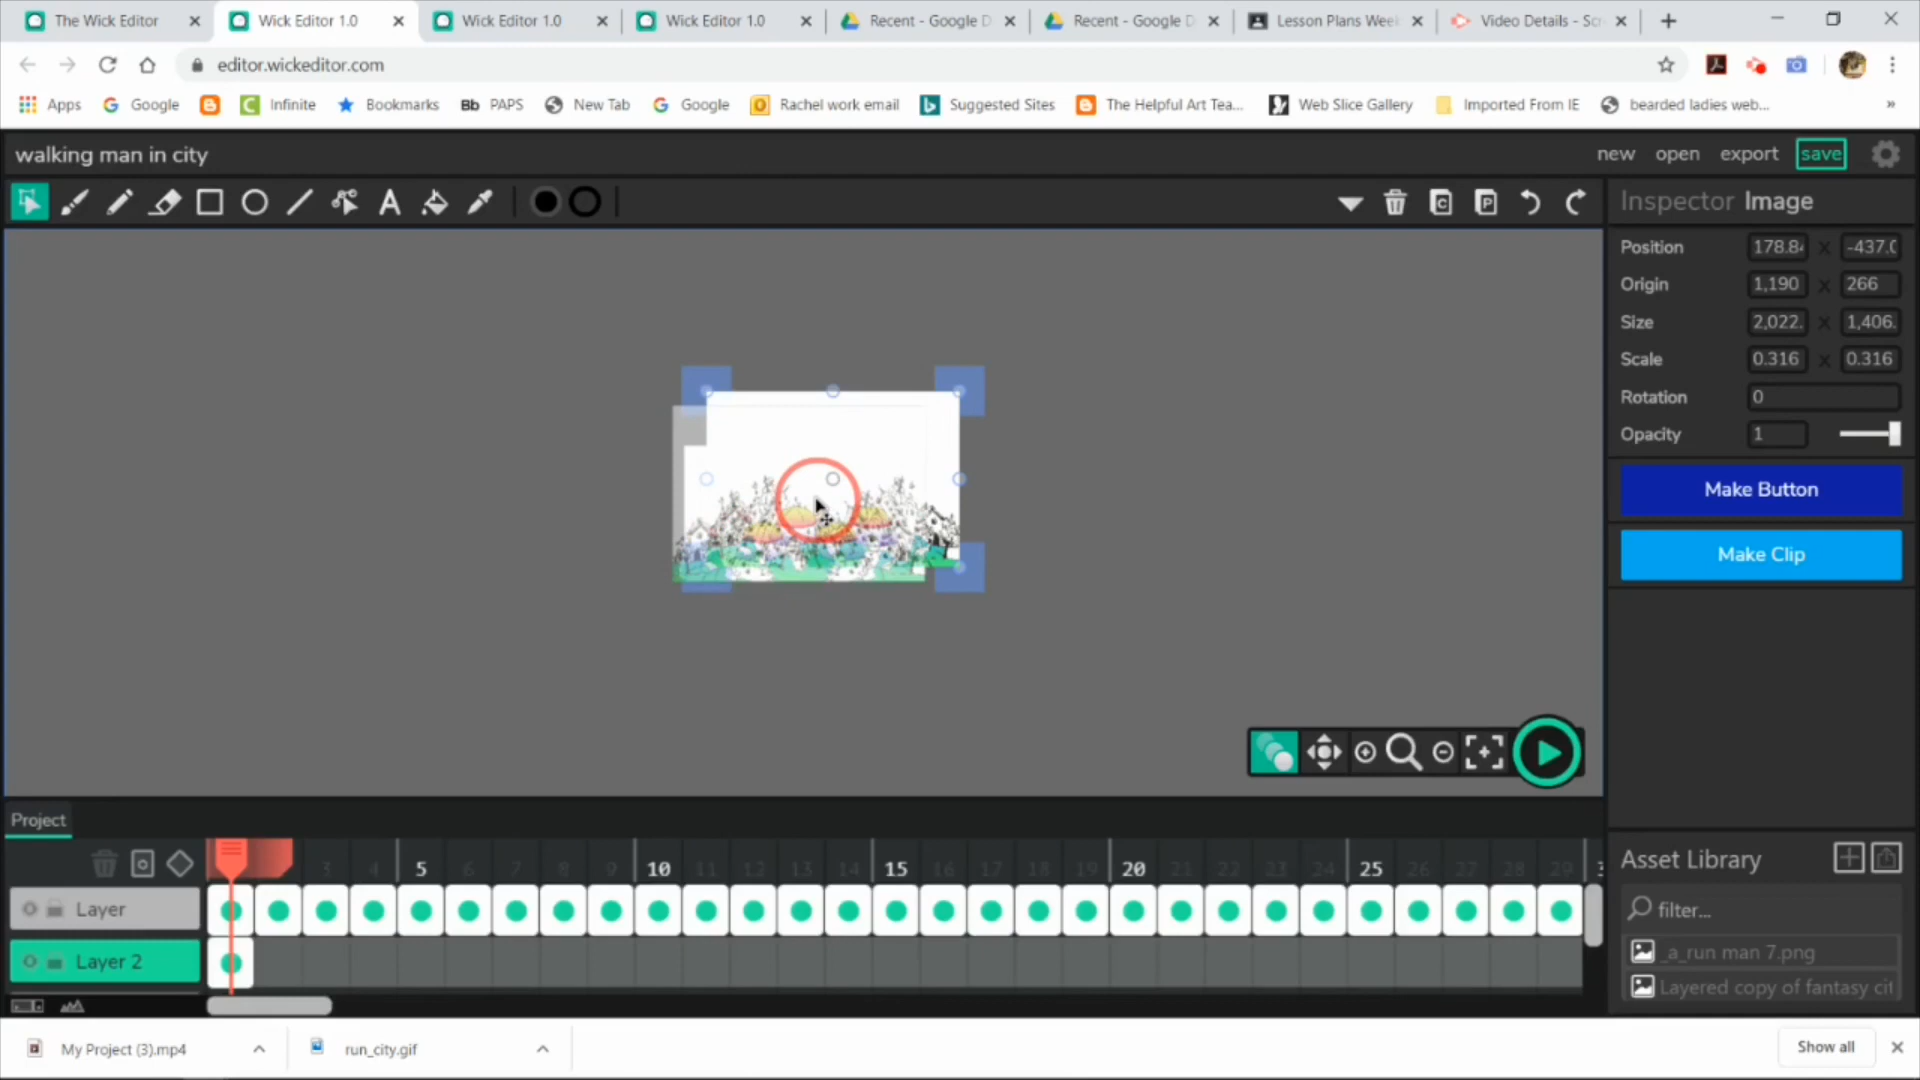 The Wick Editor Wick Editor 1.0 Wick Editor 1.0 Wick Editor 1.0 Recent - Google D Recent - Google D Lesson Plans Wee Video Details - Scr
editor.wickeditor.com
Apps Google Infinite Bookmarks Bb PAPS New Tab Google Rachel work email Suggested Sites The Helpful Art Tea... Web Slice Gallery Imported From IE bearded ladies web... »
walking man in city new open export save
A Inspector Image
Position 178.84 x -437.0
Origin 1,190 x 266
Size 2,022. x 1,406.
Scale 0.316 x 0.316
Rotation 0
Opacity 1
Make Button
Make Clip
Project
3 4 5 6 7 8 9 10 11 12 13 14 15 16 17 18 19 20 21 22 23 24 25 26 27 28 29
Asset Library
Layer
filter...
Layer 2
_a_run man 7.png
Layered copy of fantasy cit
My Project (3).mp4 run_city.gif Show all